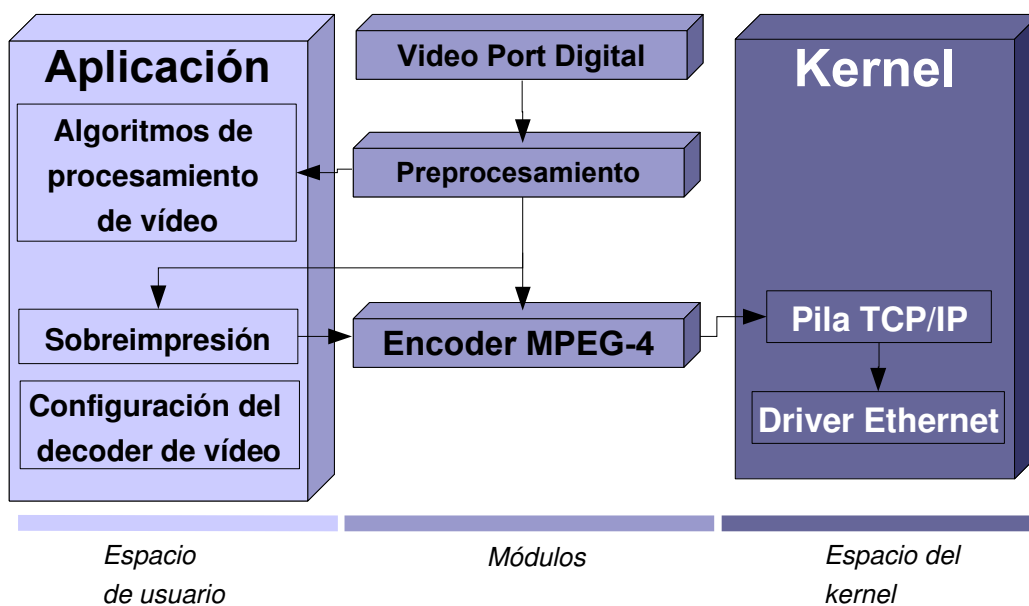 Aplicación
Algoritmos de
procesamiento
de vídeo
Sobreimpresión
Configuración del
decoder de vídeo
Video Port Digital
Preprocesamiento
Encoder MPEG-4
Kernel
Pila TCP/IP
Driver Ethernet
Espacio
de usuario
Módulos
Espacio del
kernel